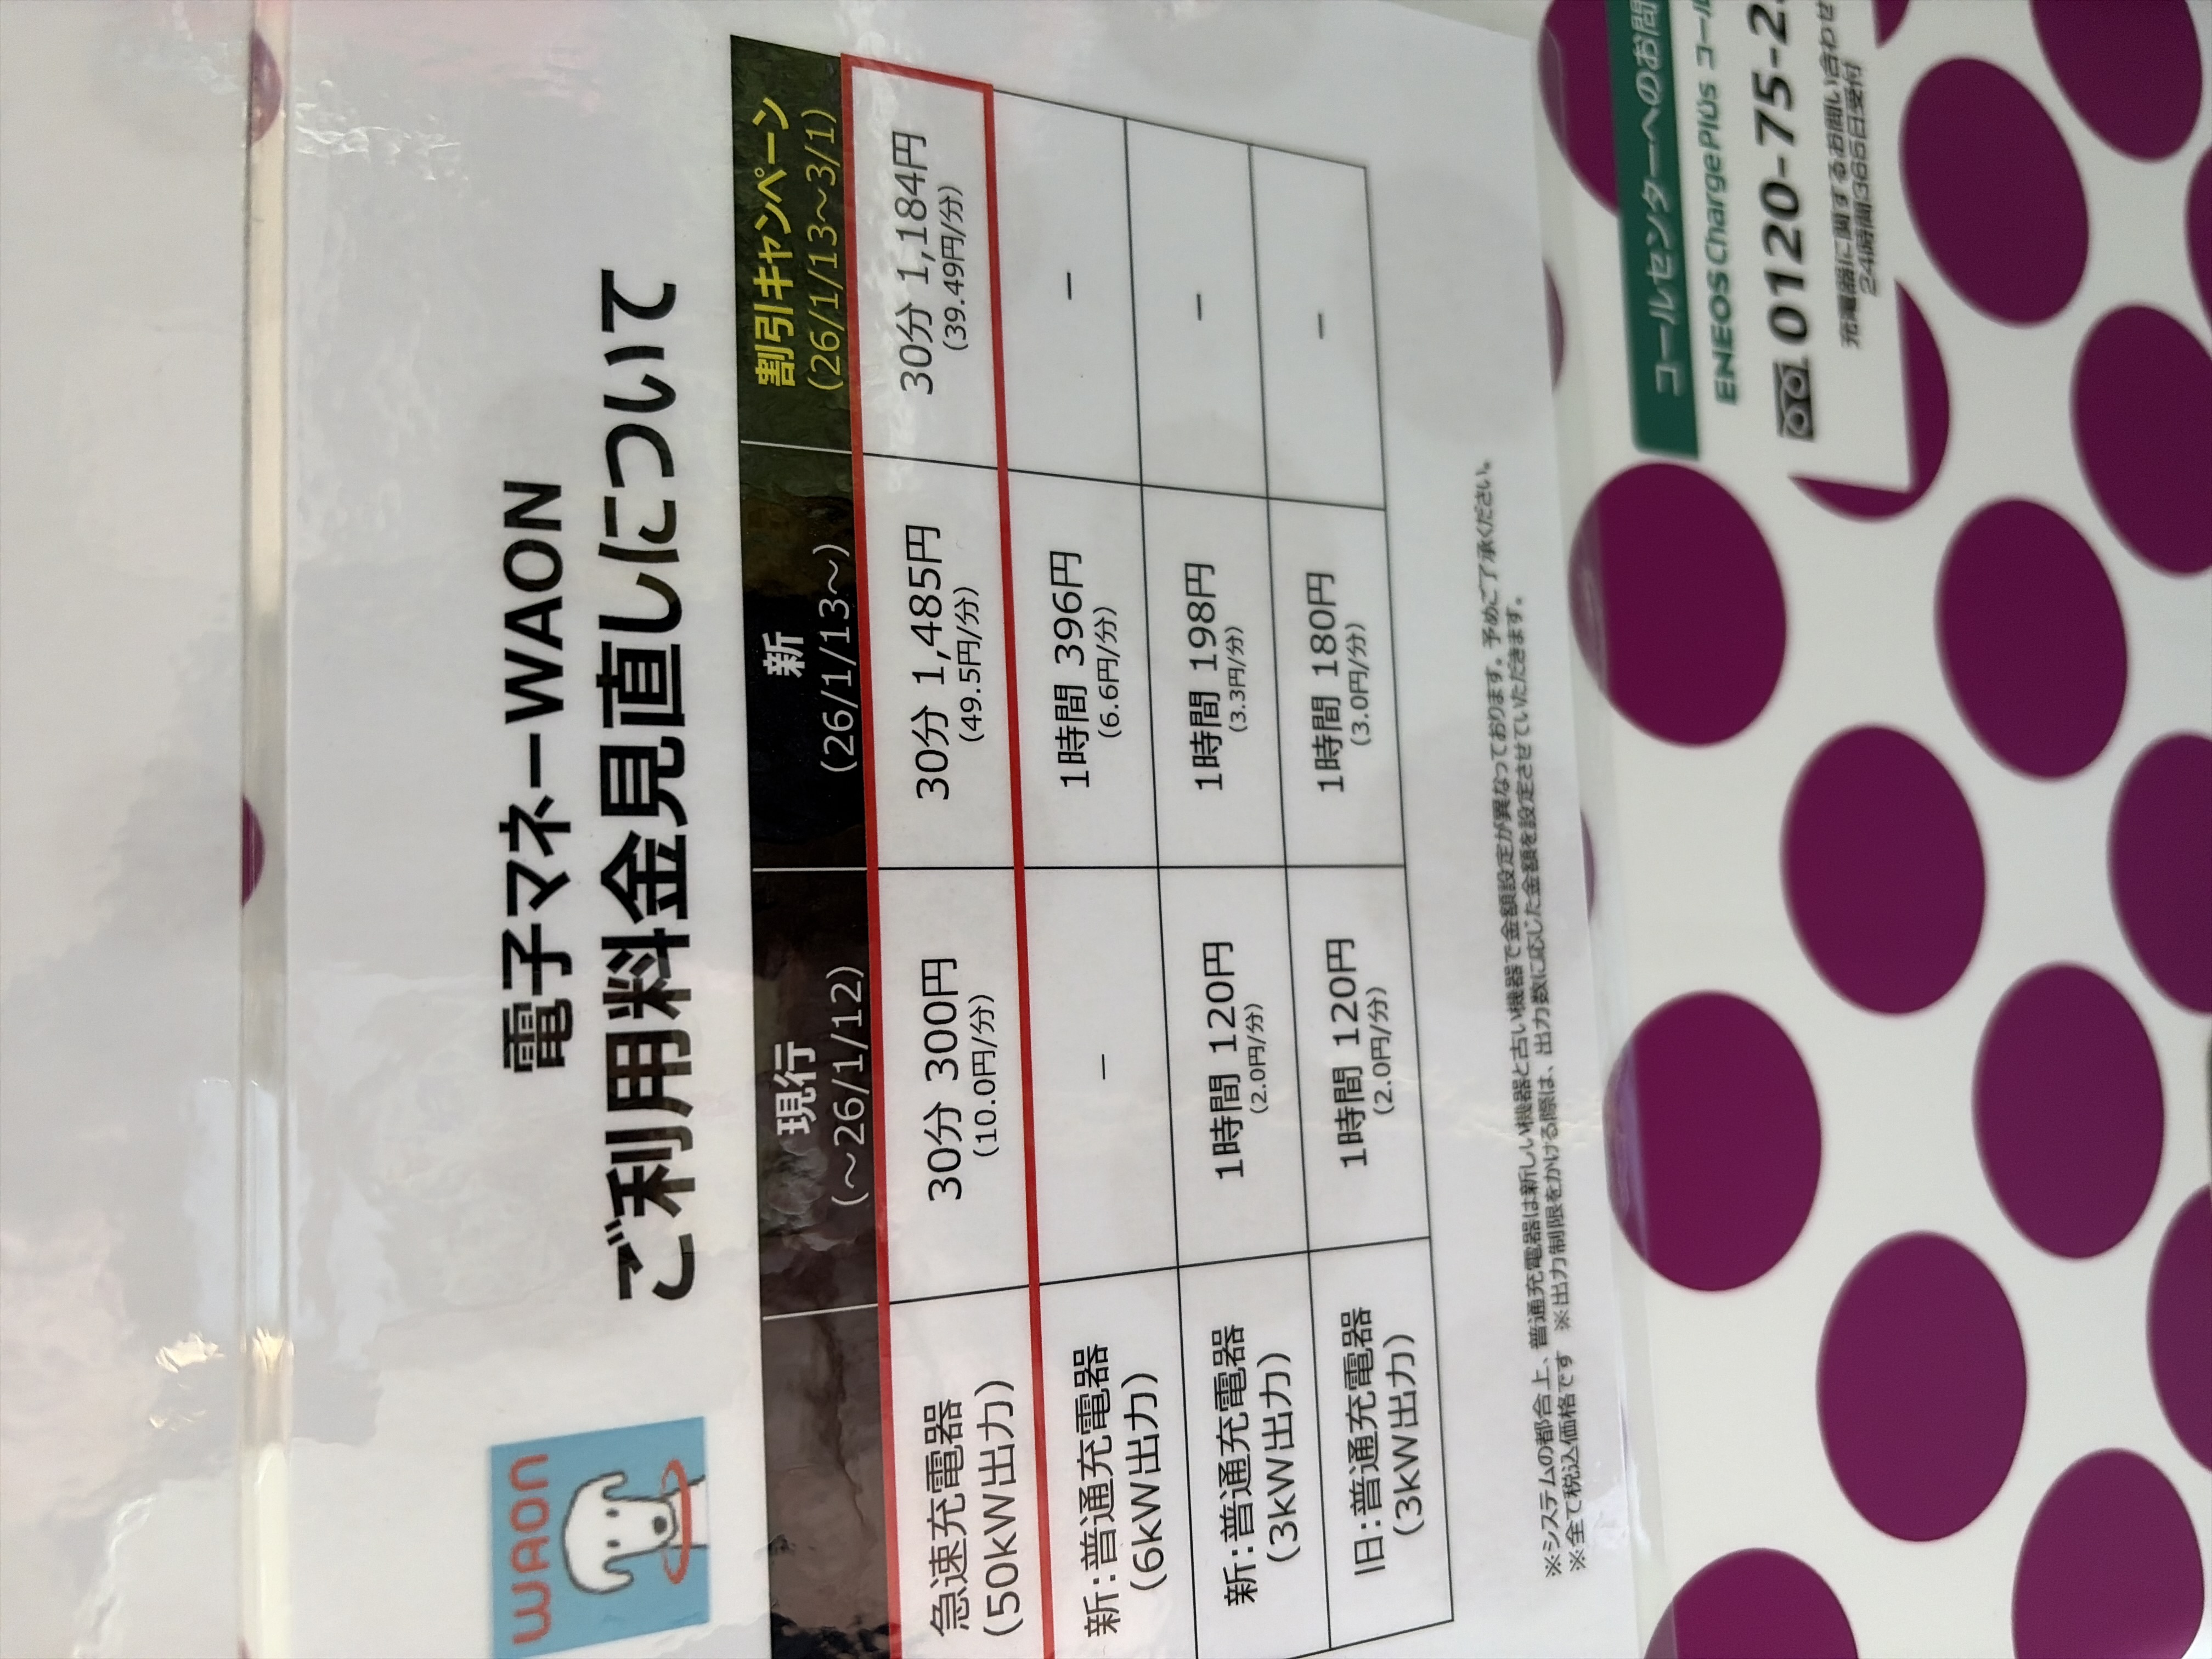 WAON
電子マネーWAON
ご利用料金見直しについて
現行
(～26/1/12)
新
(26/1/13～)
割引キャンペーン
(26/1/13～3/1)
急速充電器
(50kW出力)
30分 300円
(10.0円/分)
30分 1,485円
(49.5円/分)
30分 1,184円
(39.49円/分)
新:普通充電器
(6kW出力)
–
1時間 396円
(6.6円/分)
–
新:普通充電器
(3kW出力)
1時間 120円
(2.0円/分)
1時間 198円
(3.3円/分)
–
旧:普通充電器
(3kW出力)
1時間 120円
(2.0円/分)
1時間 180円
(3.0円/分)
–
※システムの都合上、普通充電器は新しい機器と古い機器で金額設定が異なっております。予めご了承ください。
※全て税込価格です ※出力制限をかける際は、出力数に応じた金額を設定させていただきます。
コールセンターへのお問
ENEOSChargePlus コール
0120-75-2
充電器に関するお問い合わせ
24時間365日受付